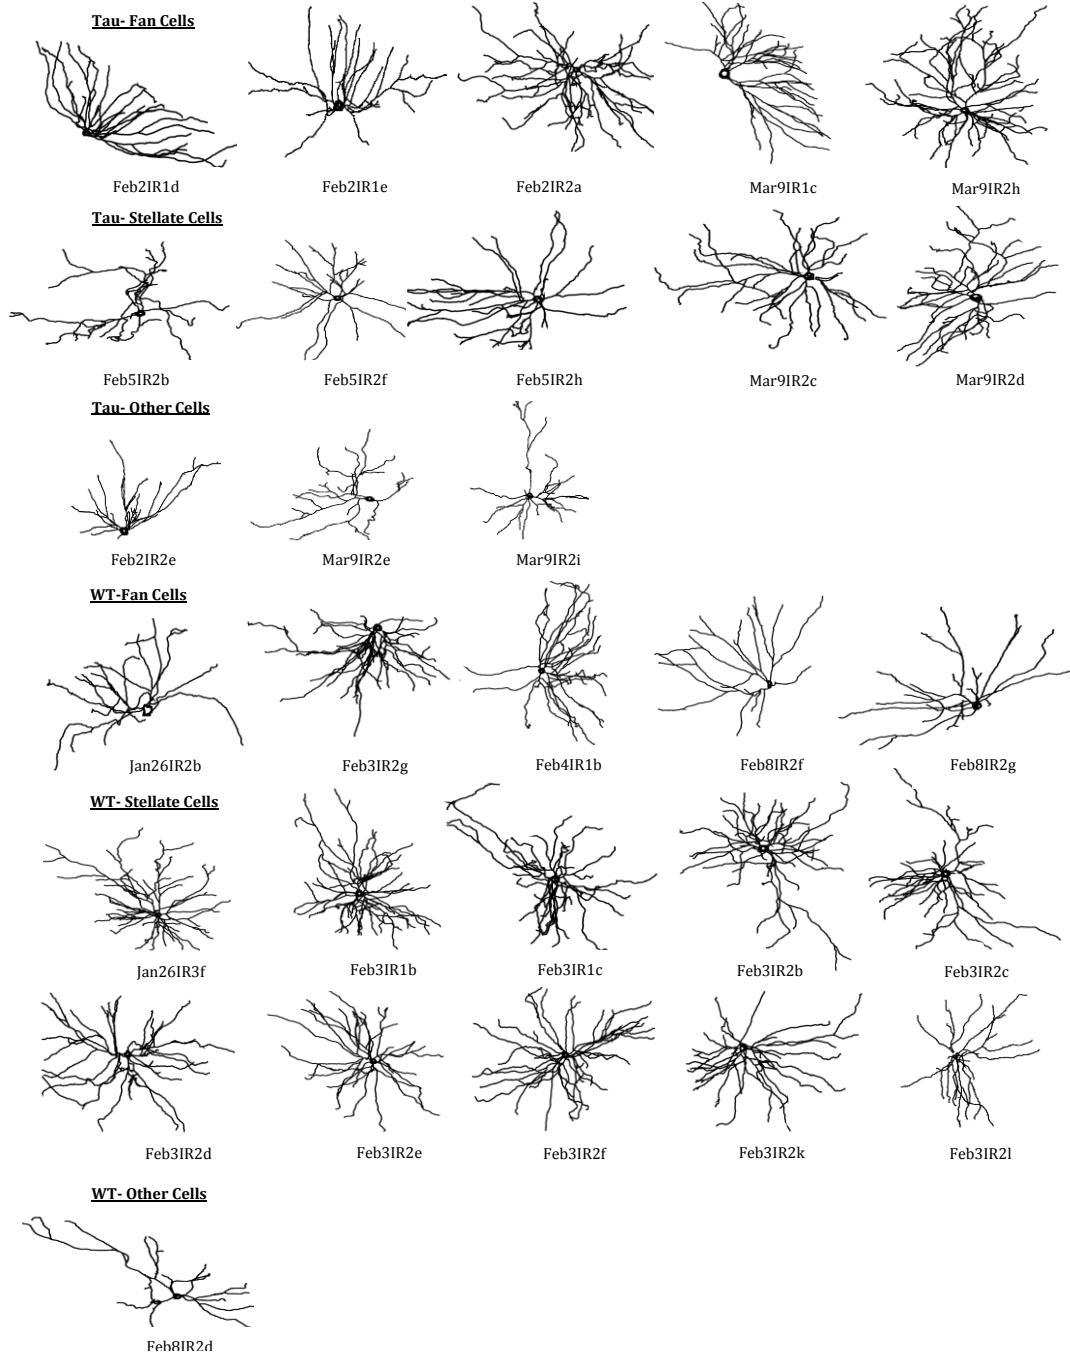 Tau- Fan Cells
Feb2IR1d Feb2IR1e Feb2IR2a Mar9IR1c Mar9IR2h
Tau- Stellate Cells
Feb5IR2b Feb5IR2f Feb5IR2h Mar9IR2c Mar9IR2d
Tau- Other Cells
Feb2IR2e Mar9IR2e Mar9IR2i
WT-Fan Cells
Jan26IR2b Feb3IR2g Feb4IR1b Feb8IR2f Feb8IR2g
WT- Stellate Cells
Jan26IR3f Feb3IR1b Feb3IR1c Feb3IR2b Feb3IR2c
Feb3IR2d Feb3IR2e Feb3IR2f Feb3IR2k Feb3IR2l
WT- Other Cells
Feb8IR2d